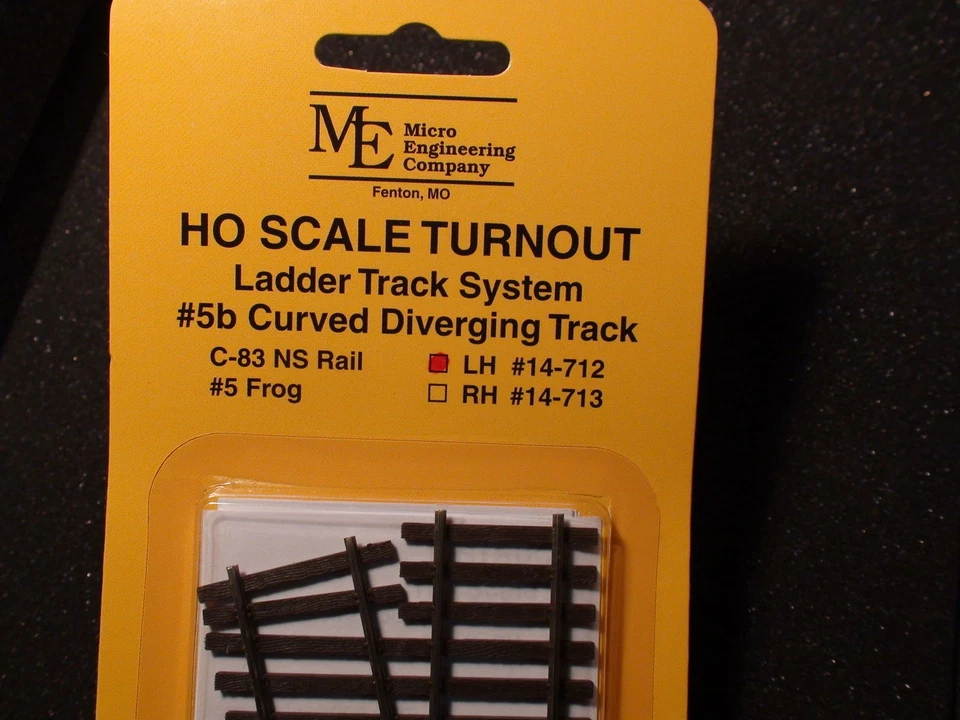 ME Micro
Engineering
Company
Fenton, MO
HO SCALE TURNOUT
Ladder Track System
#5b Curved Diverging Track
C-83 NS Rail
#5 Frog
LH #14-712
RH #14-713